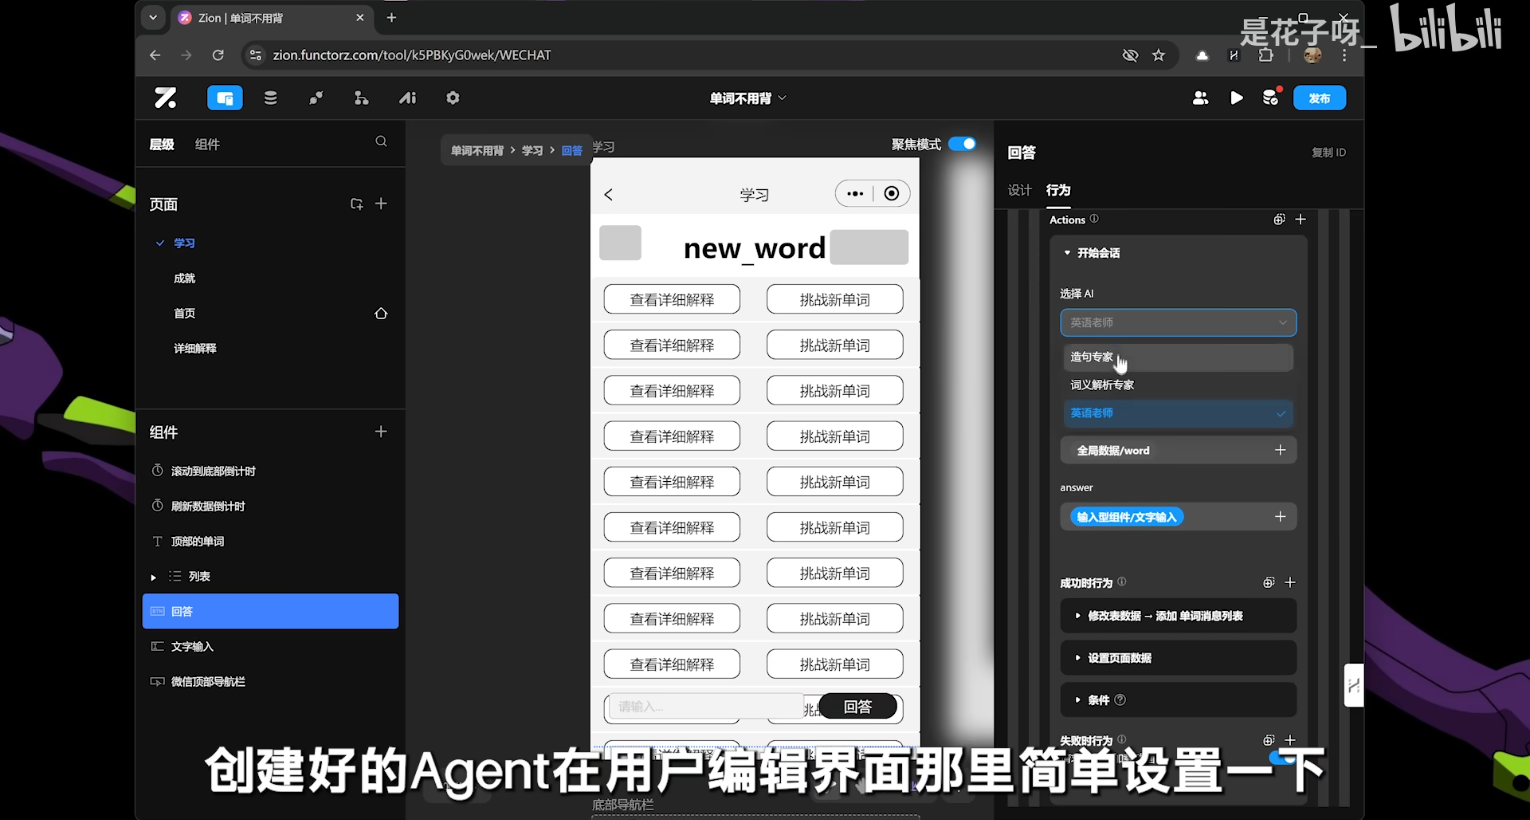 Zion | 单词不用背
zion.functorz.com/tool/k5PBKyG0wek/WECHAT
是花子呀_ bilibili
Ai
单词不用背
发布
层级 组件
页面
学习
成就
首页
详细解释
组件
滚动到底部倒计时
刷新数据倒计时
顶部的单词
列表
回答
文字输入
微信顶部导航栏
单词不用背 > 学习 > 回答
学习
聚焦模式
学习
new_word
查看详细解释 挑战新单词
查看详细解释 挑战新单词
查看详细解释 挑战新单词
查看详细解释 挑战新单词
查看详细解释 挑战新单词
查看详细解释 挑战新单词
查看详细解释 挑战新单词
查看详细解释 挑战新单词
查看详细解释 挑战新单词
请输入... 挑 回答
底部导航栏
回答
复制 ID
设计 行为
Actions
开始会话
选择 AI
英语老师
造句专家
词义解析专家
英语老师
全局数据/word
answer
输入型组件/文字输入
成功时行为
修改表数据 → 添加 单词消息列表
设置页面数据
条件
失败时行为
创建好的Agent在用户编辑界面那里简单设置一下